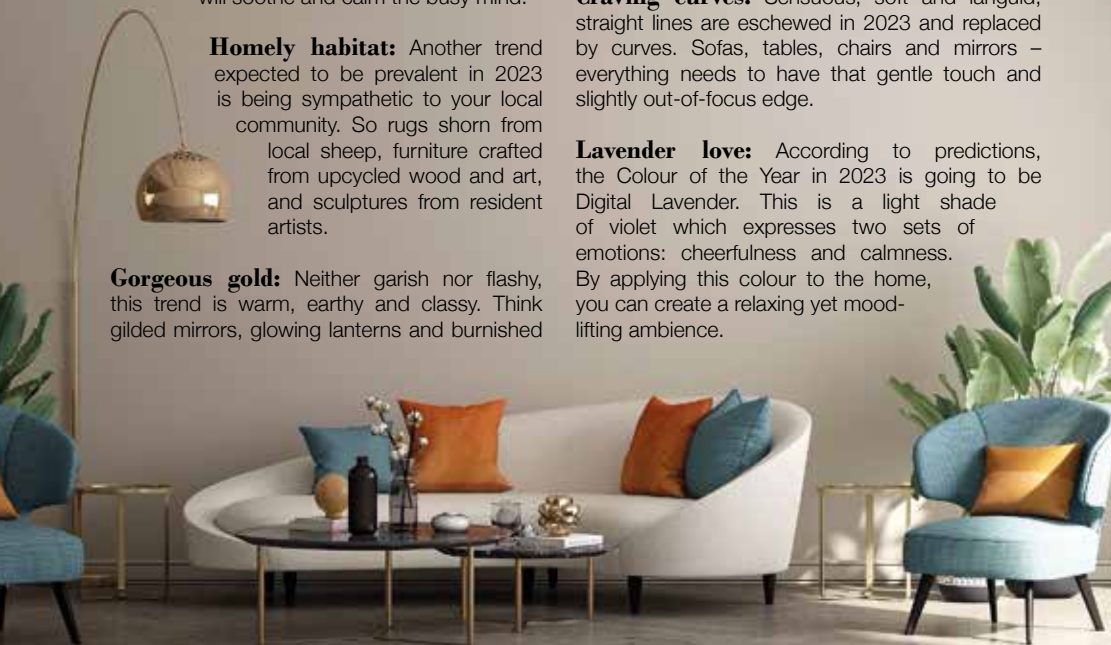 will soothe and calm the busy mind.
Homely habitat: Another trend
expected to be prevalent in 2023
is being sympathetic to your local
community. So rugs shorn from
local sheep, furniture crafted
from upcycled wood and art,
and sculptures from resident
artists.
Gorgeous gold: Neither garish nor flashy,
this trend is warm, earthy and classy. Think
gilded mirrors, glowing lanterns and burnished
Craving curves: Sensuous, soft and languid,
straight lines are eschewed in 2023 and replaced
by curves. Sofas, tables, chairs and mirrors –
everything needs to have that gentle touch and
slightly out-of-focus edge.
Lavender love: According to predictions,
the Colour of the Year in 2023 is going to be
Digital Lavender. This is a light shade
of violet which expresses two sets of
emotions: cheerfulness and calmness.
By applying this colour to the home,
you can create a relaxing yet mood-
lifting ambience.